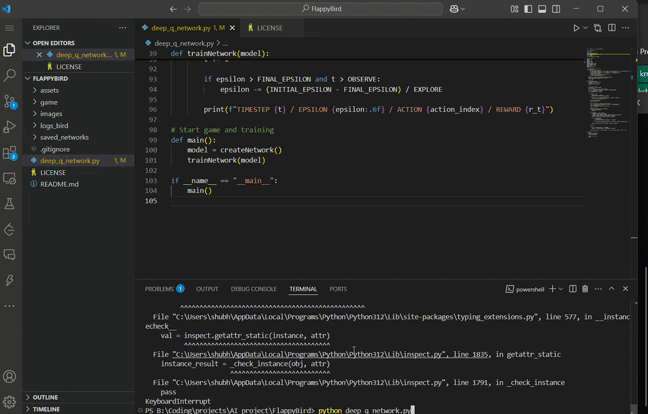 FlappyBird
EXPLORER
deep_q_network.py 1, M
LICENSE
OPEN EDITORS
deep_q_network.py > ...
deep_q_network... 1, M
LICENSE
39 def trainNetwork(model):
FLAPPYBIRD
92
assets
93 if epsilon > FINAL_EPSILON and t > OBSERVE:
game
94 epsilon -= (INITIAL_EPSILON - FINAL_EPSILON) / EXPLORE
images
95
logs_bird
96 print(f"TIMESTEP {t} / EPSILON {epsilon:.6f} / ACTION {action_index} / REWARD {r_t}")
saved_networks
97
.gitignore
98 # Start game and training
deep_q_network.py 1, M
99 def main():
100 model = createNetwork()
LICENSE
101 trainNetwork(model)
README.md
102
103 if __name__ == "__main__":
104 main()
105
PROBLEMS 1 OUTPUT DEBUG CONSOLE TERMINAL PORTS
powershell
^^^^^^^^^^^^^^^^^^^^^^^^^^^^^^^^^^^^^^^^^^^^^^^^
File "C:\Users\shubh\AppData\Local\Programs\Python\Python312\Lib\site-packages\typing_extensions.py", line 577, in __instanc
echeck__
val = inspect.getattr_static(instance, attr)
^^^^^^^^^^^^^^^^^^^^^^^^^^^^^^^^^^^^^^
File "C:\Users\shubh\AppData\Local\Programs\Python\Python312\Lib\inspect.py", line 1835, in getattr_static
instance_result = _check_instance(obj, attr)
^^^^^^^^^^^^^^^^^^^^^^^^^^
File "C:\Users\shubh\AppData\Local\Programs\Python\Python312\Lib\inspect.py", line 1791, in _check_instance
pass
KeyboardInterrupt
PS B:\Coding\projects\AI project\FlappyBird> python deep_q_network.py
OUTLINE
TIMELINE